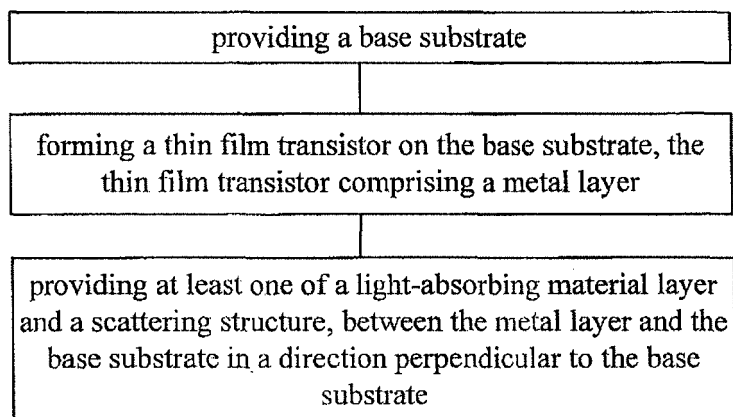 providing a base substrate
forming a thin film transistor on the base substrate, the
thin film transistor comprising a metal layer
providing at least one of a light-absorbing material layer
and a scattering structure, between the metal layer and the
base substrate in a direction perpendicular to the base
substrate